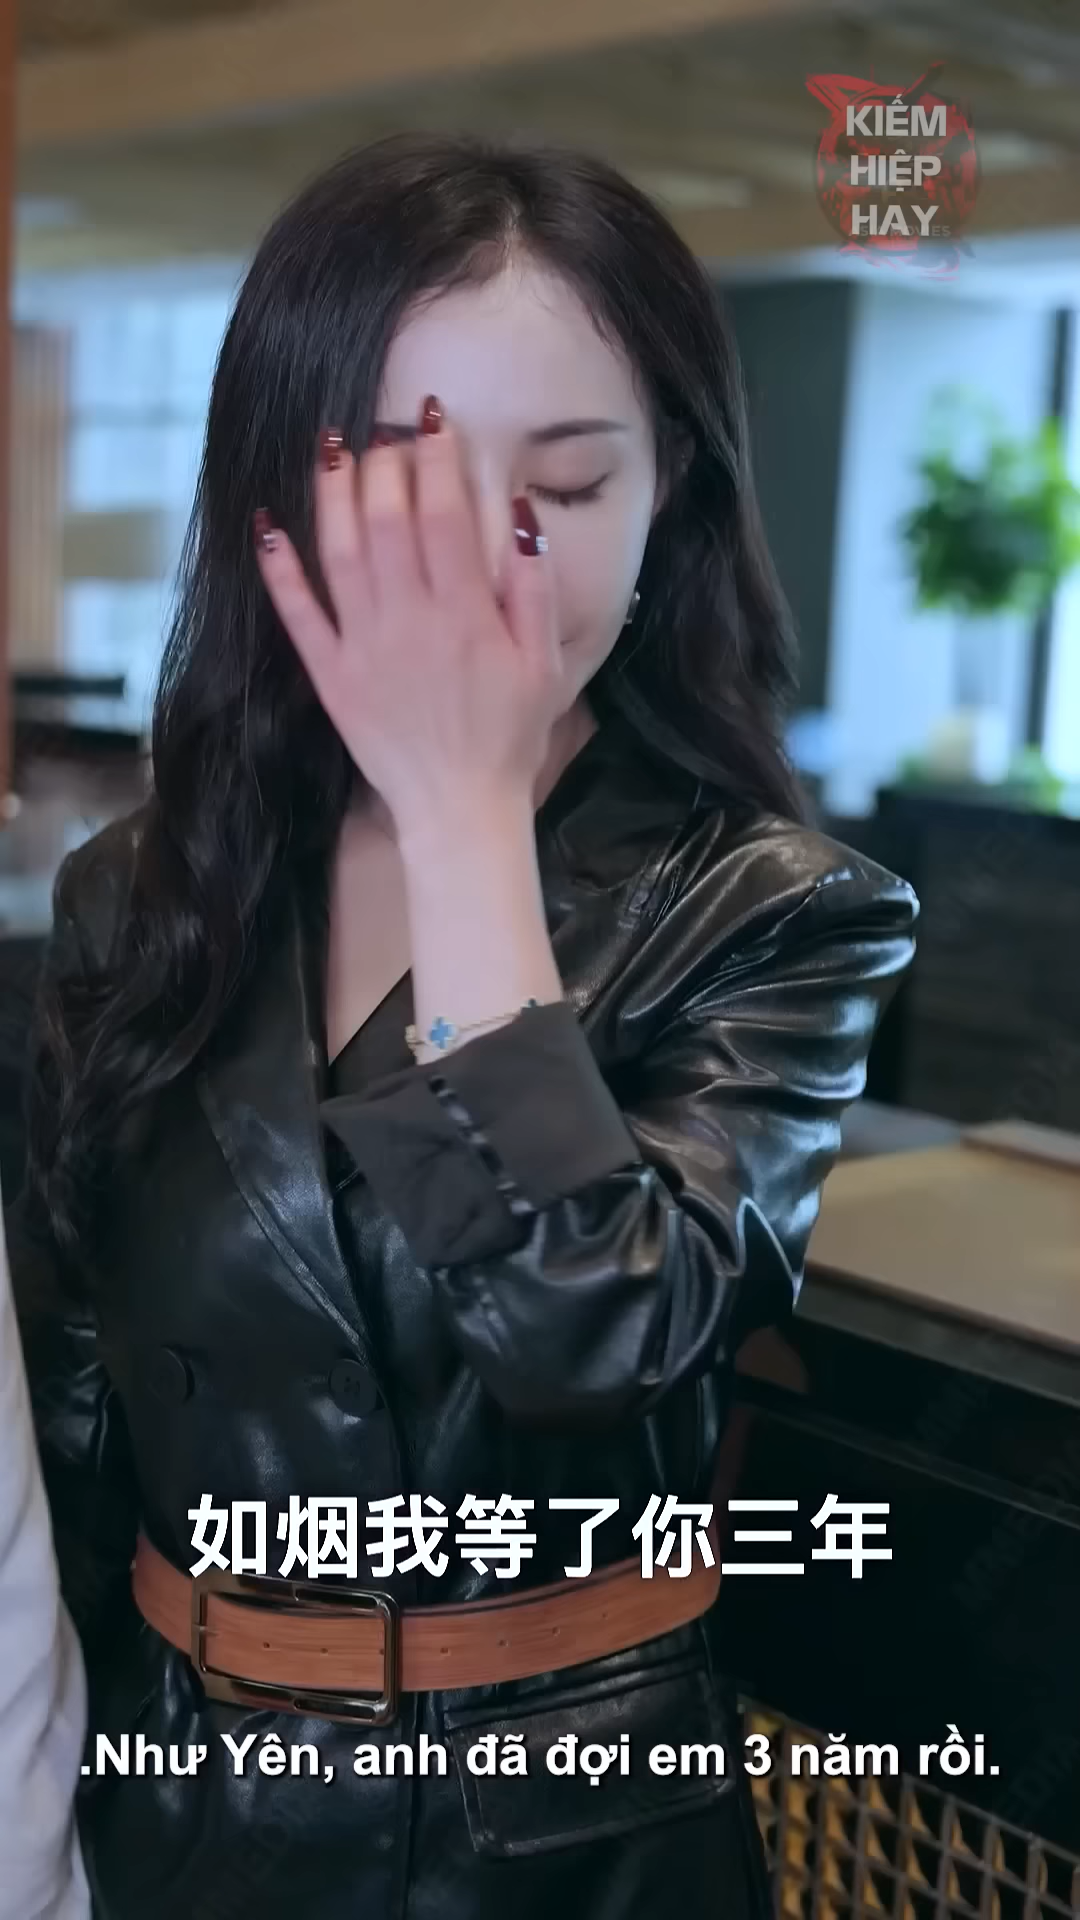 KIẾM
HIỆP
HAY
如烟我等了你三年
.Như Yên, anh đã đợi em 3 năm rồi.